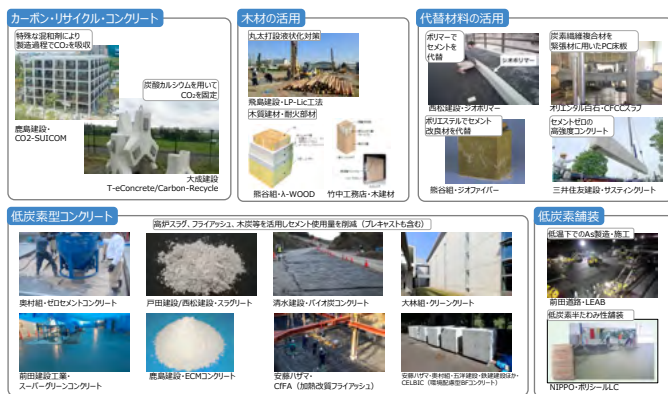 カーボン・リサイクル・コンクリート
特殊な混和剤により
製造過程でCO₂を吸収
炭酸カルシウムを用いて
CO₂を固定
鹿島建設・
CO2-SUICOM
大成建設
T-eConcrete/Carbon-Recycle
木材の活用
丸太打設液状化対策
飛島建設・LP-Lic工法
木質建材・耐火部材
熊谷組・λ-WOOD
竹中工務店・木建材
代替材料の活用
ポリマーで
セメントを
代替
ジオポリマー
西松建設・ジオポリマー
炭素繊維複合材を
緊張材に用いたPC床板
オリエンタル白石・CFCCスラブ
ポリエステルでセメント
改良材を代替
熊谷組・ジオファイバー
セメントゼロの
高強度コンクリート
三井住友建設・サスティンクリート
低炭素型コンクリート
高炉スラグ、フライアッシュ、木炭等を活用しセメント使用量を削減（プレキャストも含む）
奥村組・ゼロセメントコンクリート
戸田建設/西松建設・スラグリート
清水建設・バイオ炭コンクリート
大林組・クリーンクリート
前田建設工業・
スーパーグリーンコンクリート
鹿島建設・ECMコンクリート
安藤ハザマ・
CfFA（加熱改質フライアッシュ）
安藤ハザマ・奥村組・五洋建設・鉄建建設ほか・
CELBIC（環境配慮型BFコンクリート）
低炭素舗装
低温下でのAs製造・施工
前田道路・LEAB
低炭素半たわみ性舗装
NIPPO・ポリシールLC